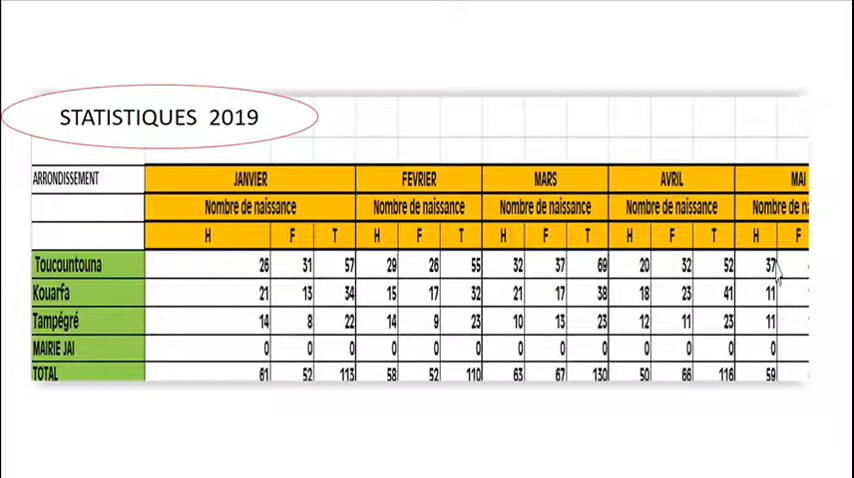 STATISTIQUES 2019
ARRONDISSEMENT JANVIER FEVRIER MARS AVRIL MAI
Nombre de naissance Nombre de naissance Nombre de naissance Nombre de naissance Nombre de n
H F T H F T H F T H F T H F
Toucountouna 26 31 57 29 26 55 32 37 69 20 32 52 37
Kouarfa 21 13 34 15 17 32 21 17 38 18 23 41 11
Tampégré 14 8 22 14 9 23 10 13 23 12 11 23 11
MAIRIE JAI 0 0 0 0 0 0 0 0 0 0 0 0 0
TOTAL 61 52 113 58 52 110 63 67 130 50 66 116 59